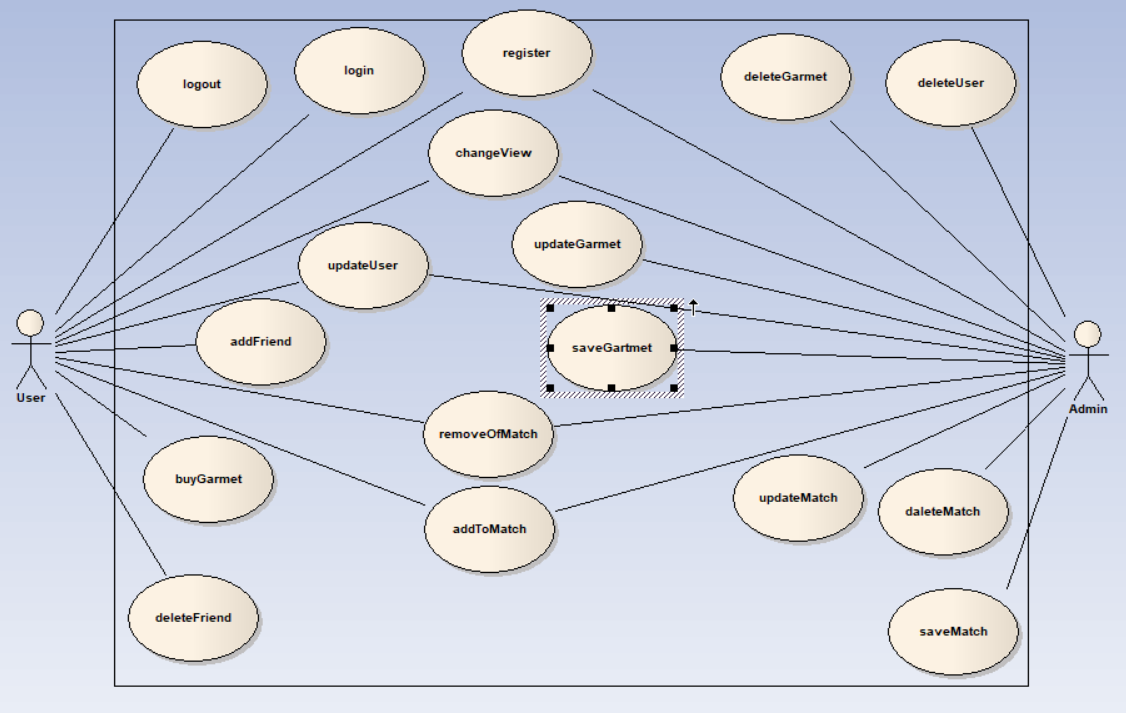 register
login
logout
deleteGarmet
deleteUser
changeView
updateGarmet
updateUser
addFriend
saveGartmet
User
Admin
removeOfMatch
buyGarmet
updateMatch
daleteMatch
addToMatch
deleteFriend
saveMatch